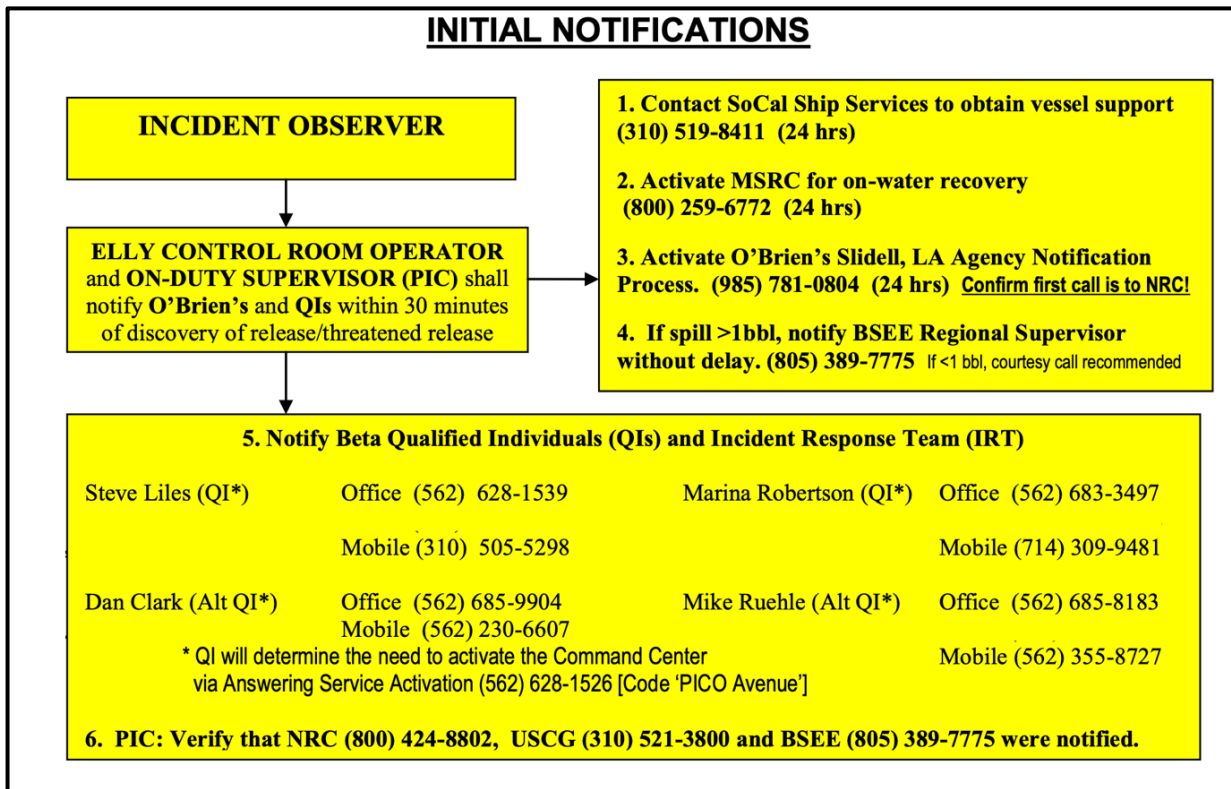 INITIAL NOTIFICATIONS
INCIDENT OBSERVER
ELLY CONTROL ROOM OPERATOR
and ON-DUTY SUPERVISOR (PIC) shall
notify O’Brien’s and QIs within 30 minutes
of discovery of release/threatened release
1. Contact SoCal Ship Services to obtain vessel support
(310) 519-8411 (24 hrs)
2. Activate MSRC for on-water recovery
(800) 259-6772 (24 hrs)
3. Activate O’Brien’s Slidell, LA Agency Notification
Process. (985) 781-0804 (24 hrs) Confirm first call is to NRC!
4. If spill >1bbl, notify BSEE Regional Supervisor
without delay. (805) 389-7775 If <1 bbl, courtesy call recommended
5. Notify Beta Qualified Individuals (QIs) and Incident Response Team (IRT)
Steve Liles (QI*) Office (562) 628-1539 Marina Robertson (QI*) Office (562) 683-3497
Mobile (310) 505-5298 Mobile (714) 309-9481
Dan Clark (Alt QI*) Office (562) 685-9904 Mike Ruehle (Alt QI*) Office (562) 685-8183
Mobile (562) 230-6607
* QI will determine the need to activate the Command Center Mobile (562) 355-8727
via Answering Service Activation (562) 628-1526 [Code ‘PICO Avenue’]
6. PIC: Verify that NRC (800) 424-8802, USCG (310) 521-3800 and BSEE (805) 389-7775 were notified.